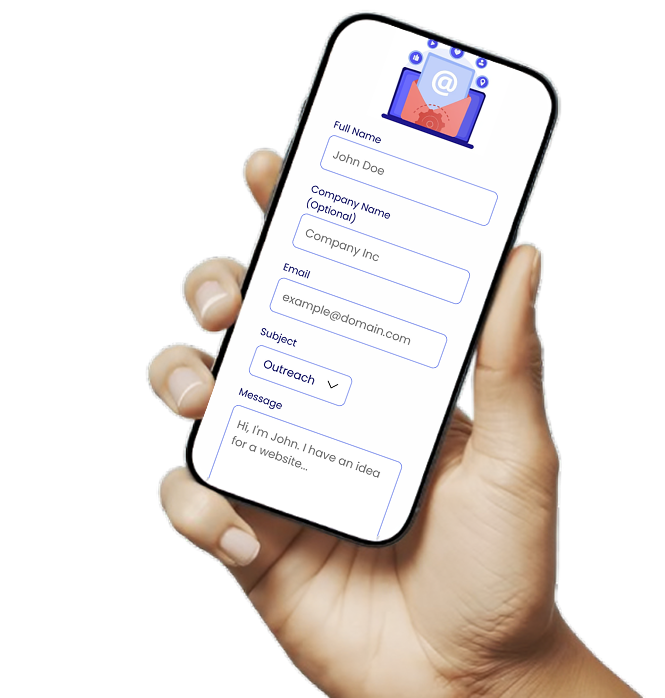 @
Full Name
John Doe
Company Name
(Optional)
Company Inc
Email
example@domain.com
Subject
Outreach
Message
Hi, I'm John. I have an idea
for a website...